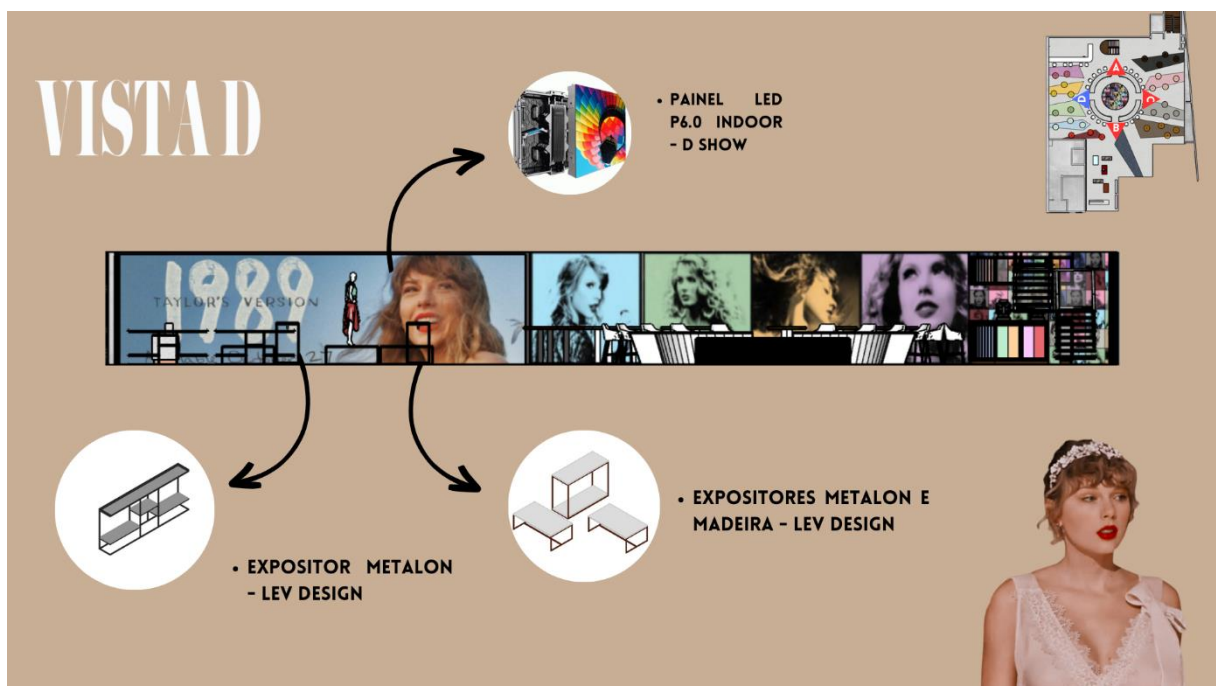 VISTA D
• PAINEL LED
P6.0 INDOOR
- D SHOW
A
D
C
B
1989
TAYLOR'S VERSION
• EXPOSITORES METALON E
MADEIRA - LEV DESIGN
• EXPOSITOR METALON
- LEV DESIGN